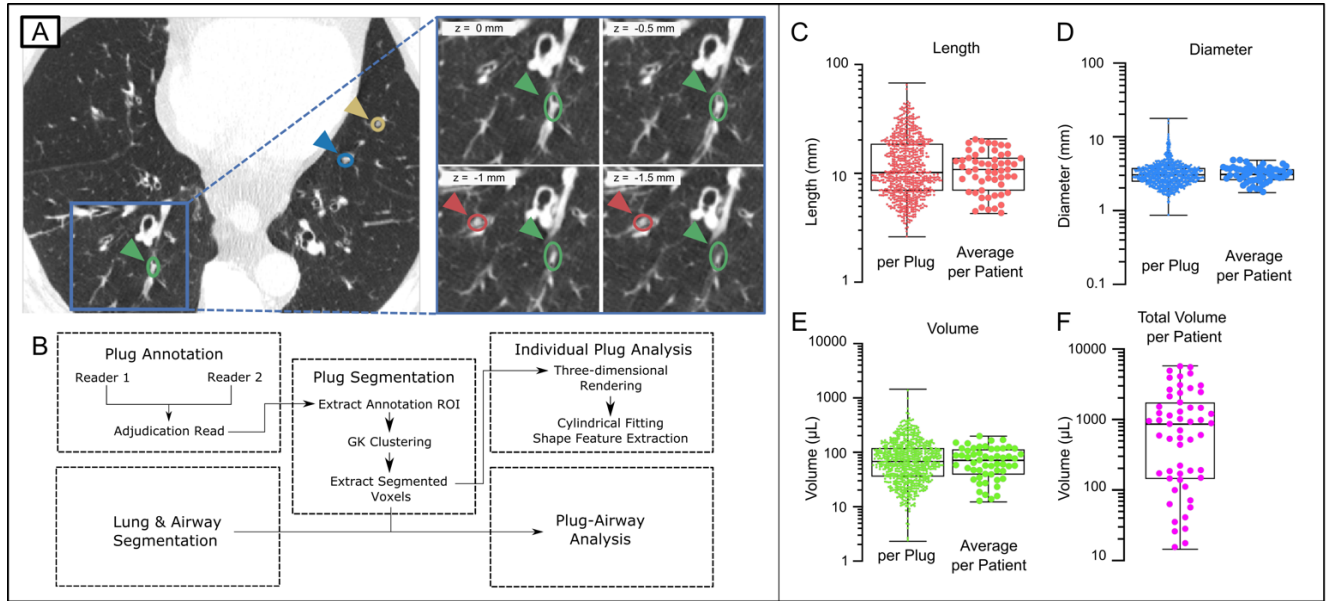 A
z = 0 mm
z = -0.5 mm
z = -1 mm
z = -1.5 mm
B
Plug Annotation
Reader 1
Reader 2
Adjudication Read
Plug Segmentation
Extract Annotation ROI
GK Clustering
Extract Segmented
Voxels
Individual Plug Analysis
Three-dimensional
Rendering
Cylindrical Fitting
Shape Feature Extraction
Lung & Airway
Segmentation
Plug-Airway
Analysis
C
Length
Length (mm)
100
10
1
per Plug
Average
per Patient
D
Diameter
Diameter (mm)
100
10
1
0.1
per Plug
Average
per Patient
E
Volume
Volume (µL)
10000
1000
100
10
1
per Plug
Average
per Patient
F
Total Volume
per Patient
Volume (µL)
10000
1000
100
10